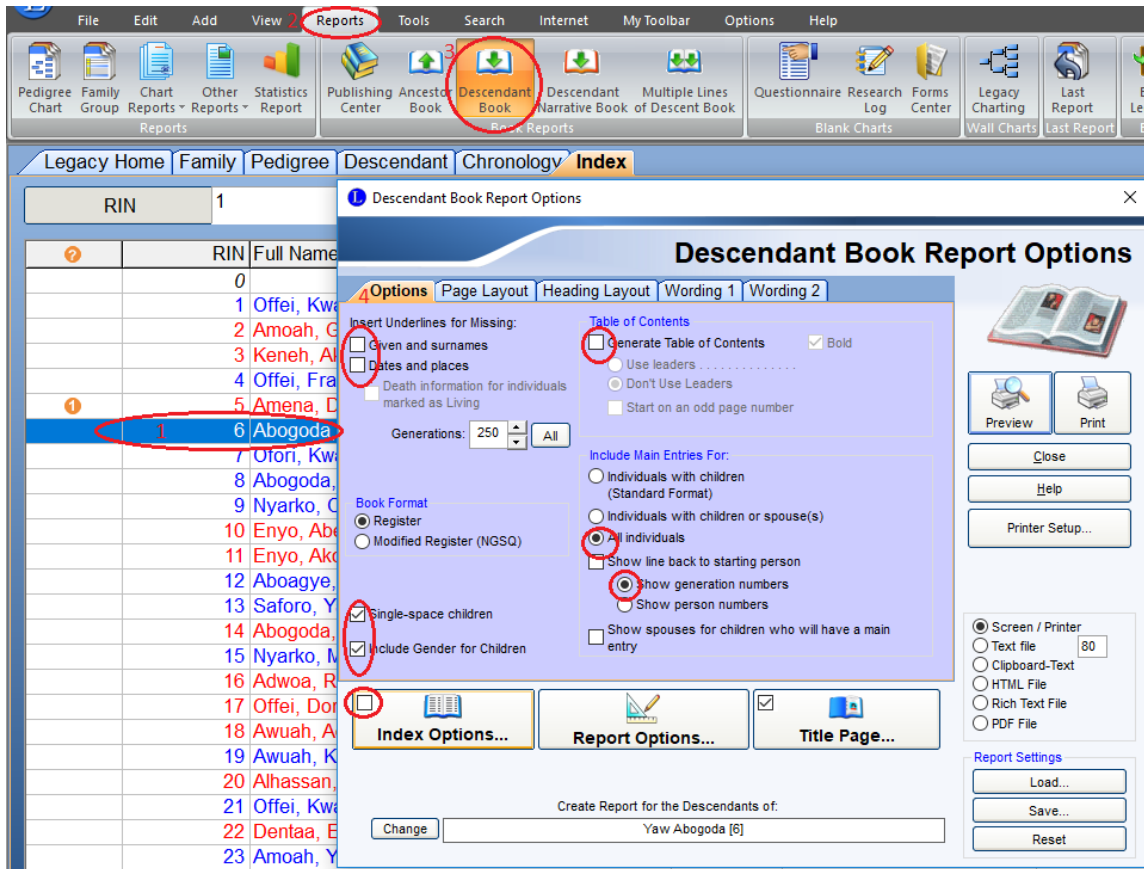 File Edit Add View 2 Reports Tools Search Internet My Toolbar Options Help
3
Pedigree Chart
Family Group
Chart Reports
Other Reports
Statistics Report
Publishing Center
Ancestor Book
Descendant Book
Descendant Narrative Book
Multiple Lines of Descent Book
Questionnaire
Research Log
Forms Center
Legacy Charting
Last Report
Reports
Book Reports
Blank Charts
Wall Charts
Last Report
Legacy Home Family Pedigree Descendant Chronology Index
RIN 1
RIN Full Name
0
1 Offei, Kwa
2 Amoah, G
3 Keneh, Ak
4 Offei, Fra
1 5 Amena, D
1 6 Abogoda
7 Ofori, Kwa
8 Abogoda,
9 Nyarko, C
10 Enyo, Abe
11 Enyo, Ako
12 Aboagye,
13 Saforo, Y
14 Abogoda,
15 Nyarko, M
16 Adwoa, R
17 Offei, Dor
18 Awuah, A
19 Awuah, K
20 Alhassan,
21 Offei, Kwa
22 Dentaa, E
23 Amoah, Y
Descendant Book Report Options
Descendant Book Report Options
4 Options Page Layout Heading Layout Wording 1 Wording 2
Insert Underlines for Missing:
Given and surnames
Dates and places
Death information for individuals
marked as Living
Generations: 250 All
Book Format
Register
Modified Register (NGSQ)
Single-space children
Include Gender for Children
Table of Contents
Generate Table of Contents Bold
Use leaders . . . . . . . . . . . . . .
Don't Use Leaders
Start on an odd page number
Include Main Entries For:
Individuals with children
(Standard Format)
Individuals with children or spouse(s)
All individuals
Show line back to starting person
Show generation numbers
Show person numbers
Show spouses for children who will have a main
entry
Index Options... Report Options... Title Page...
Create Report for the Descendants of:
Change Yaw Abogoda [6]
Preview Print
Close
Help
Printer Setup...
Screen / Printer
Text file 80
Clipboard-Text
HTML File
Rich Text File
PDF File
Report Settings
Load...
Save...
Reset